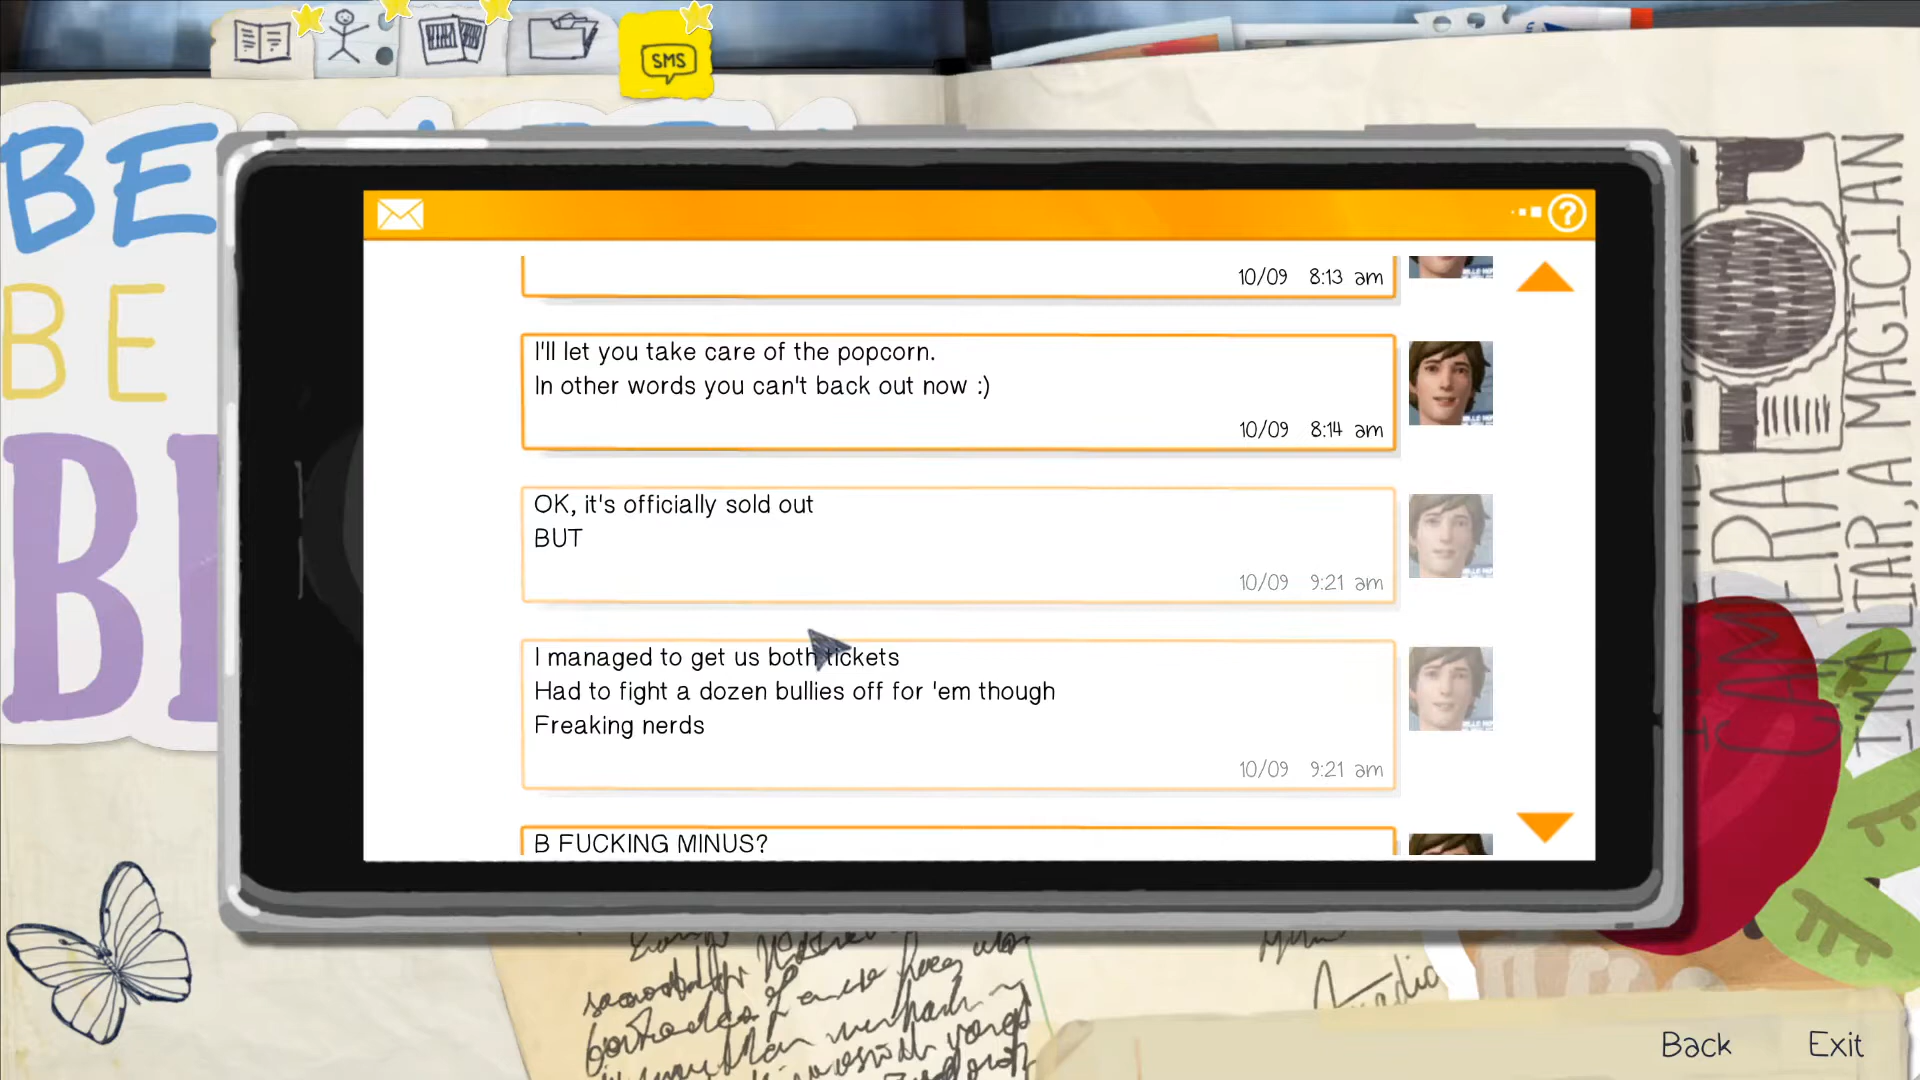 SMS
BE
BE
10/09 8:13 am
I'll let you take care of the popcorn.
In other words you can't back out now :)
10/09 8:14 am
OK, it's officially sold out
BUT
10/09 9:21 am
I managed to get us both tickets
Had to fight a dozen bullies off for 'em though
Freaking nerds
10/09 9:21 am
B FUCKING MINUS?
CAMERA
LIAR, A MAGICIAN
Back
Exit